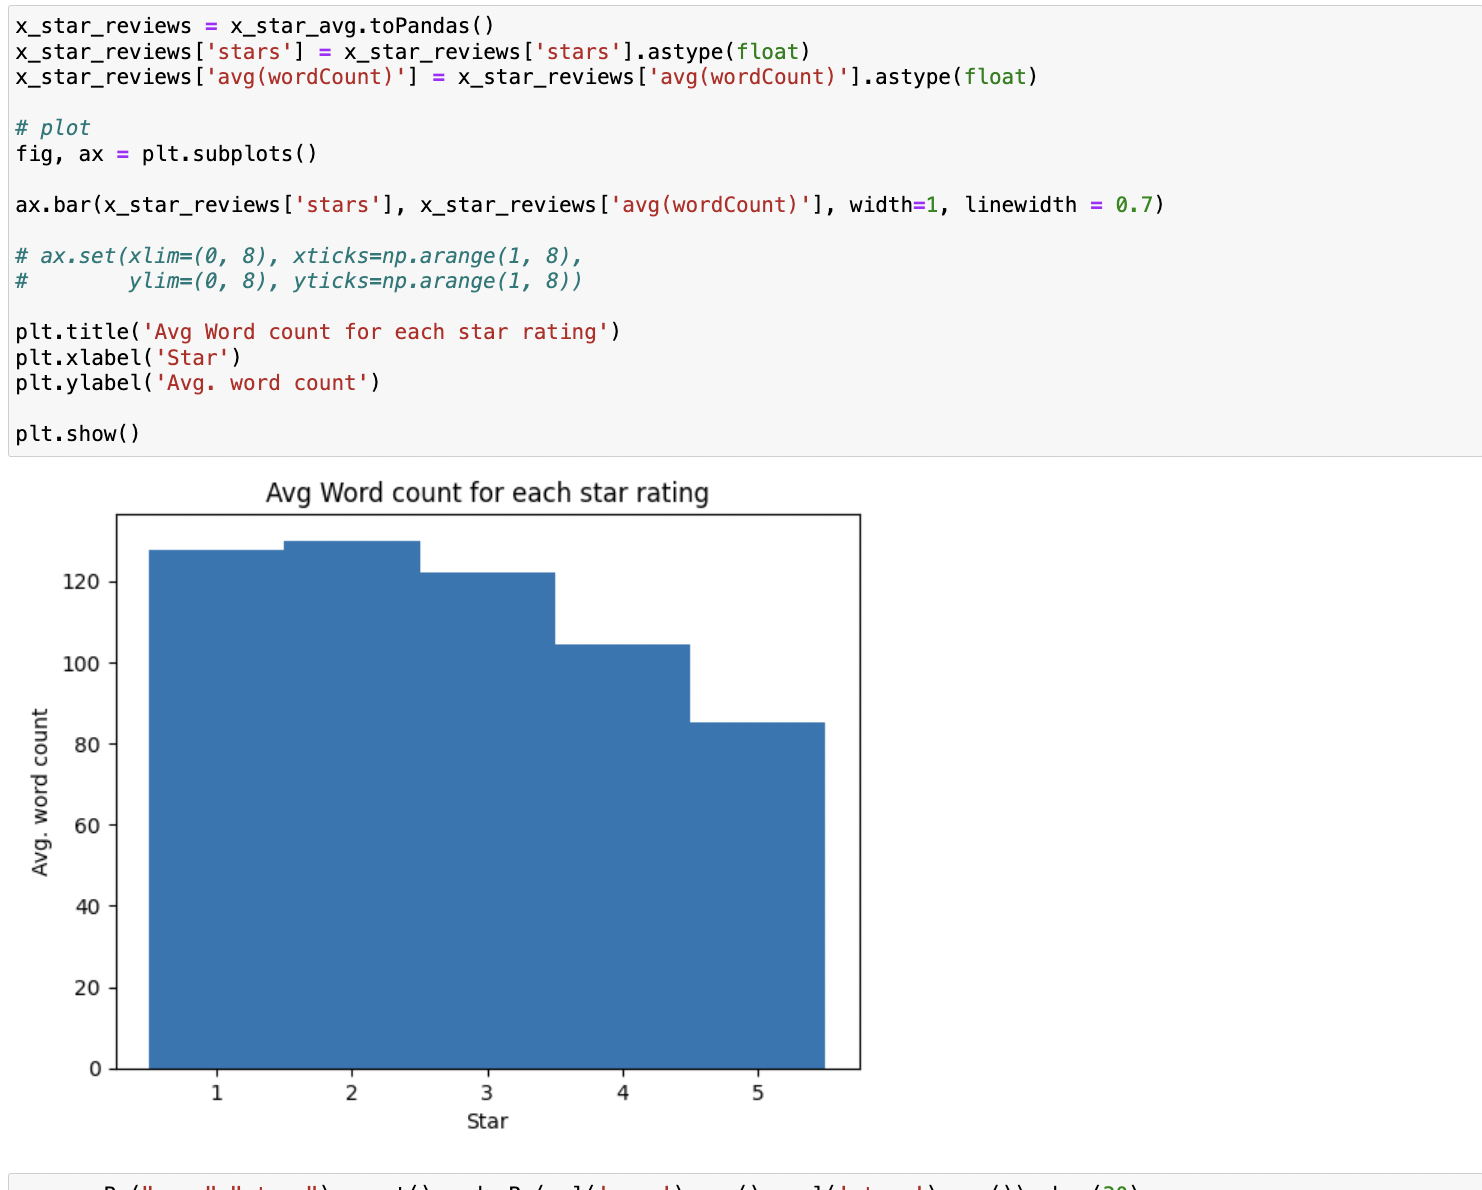 x_star_reviews = x_star_avg.toPandas()
x_star_reviews['stars'] = x_star_reviews['stars'].astype(float)
x_star_reviews['avg(wordCount)'] = x_star_reviews['avg(wordCount)'].astype(float)
# plot
fig, ax = plt.subplots()
ax.bar(x_star_reviews['stars'], x_star_reviews['avg(wordCount)'], width=1, linewidth = 0.7)
# ax.set(xlim=(0, 8), xticks=np.arange(1, 8),
#        ylim=(0, 8), yticks=np.arange(1, 8))
plt.title('Avg Word count for each star rating')
plt.xlabel('Star')
plt.ylabel('Avg. word count')
plt.show()
Avg Word count for each star rating
120
100
80
60
40
20
0
Avg. word count
1 2 3 4 5
Star